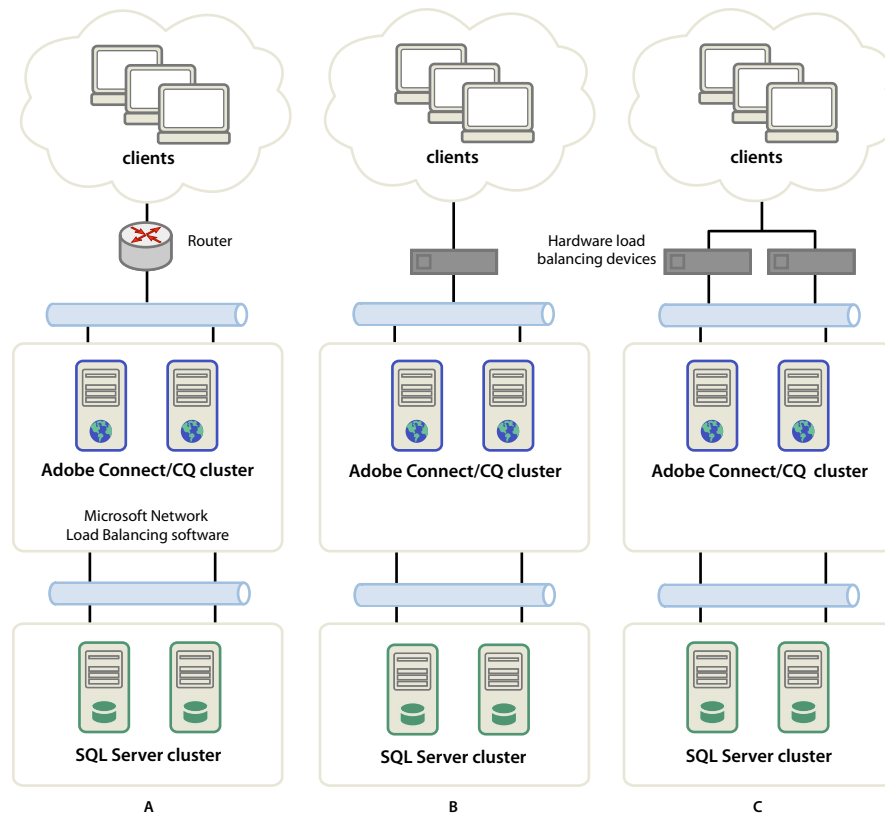 clients
clients
clients
Router
Hardware load
balancing devices
Adobe Connect/CQ cluster
Adobe Connect/CQ cluster
Adobe Connect/CQ cluster
Microsoft Network
Load Balancing software
SQL Server cluster
SQL Server cluster
SQL Server cluster
A
B
C